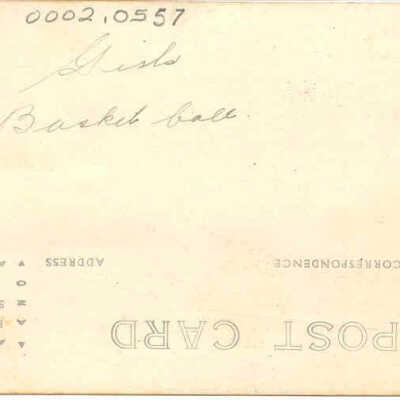 0002.0557
Girls
Basket ball
ADDRESS
CORRESPONDENCE
POST CARD